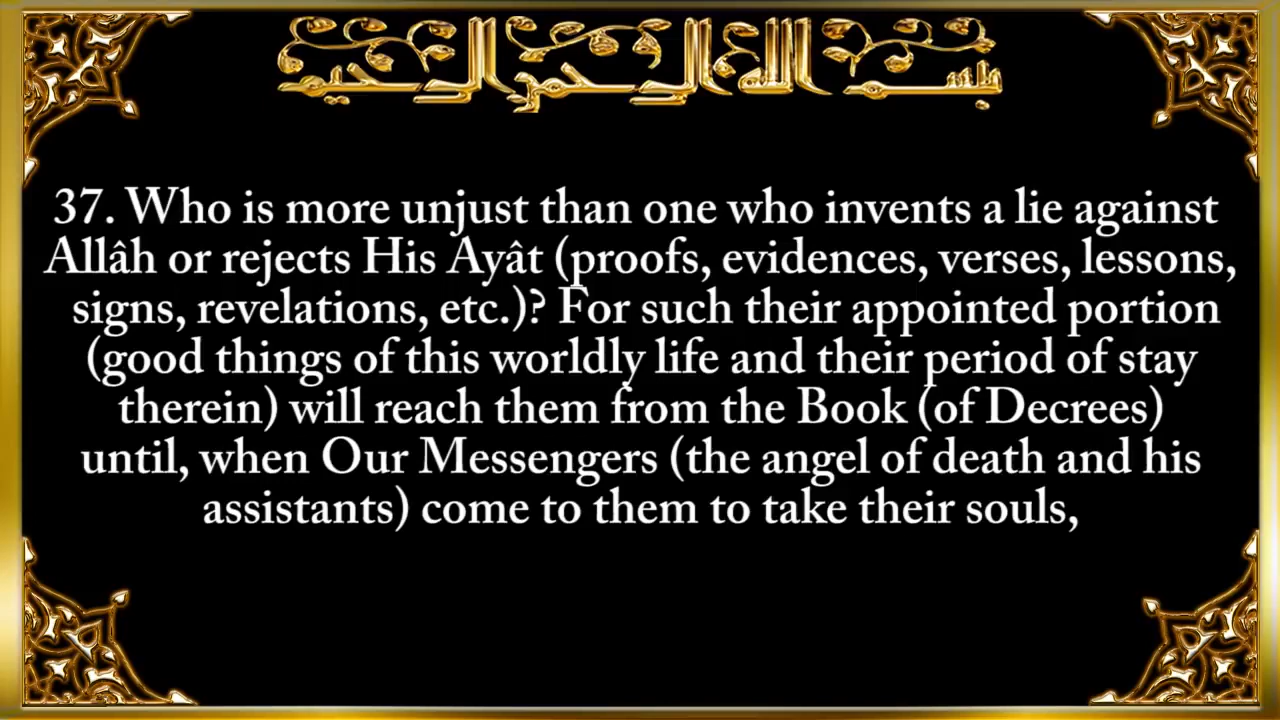 بسم الله الرحمن الرحيم
37. Who is more unjust than one who invents a lie against
Allâh or rejects His Ayât (proofs, evidences, verses, lessons,
signs, revelations, etc.)? For such their appointed portion
(good things of this worldly life and their period of stay
therein) will reach them from the Book (of Decrees)
until, when Our Messengers (the angel of death and his
assistants) come to them to take their souls,